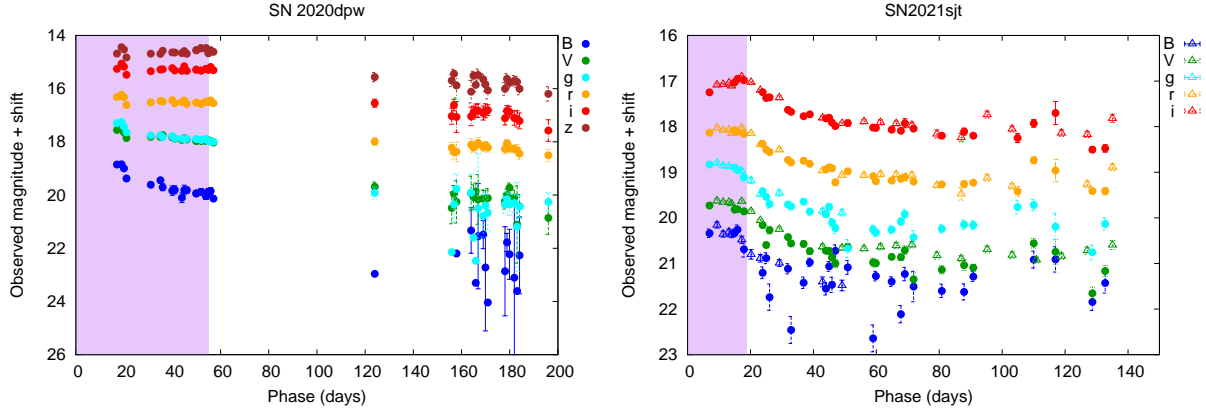 SN 2020dpw
Observed magnitude + shift
14
16
18
20
22
24
26
0 20 40 60 80 100 120 140 160 180 200
Phase (days)
B
V
g
r
i
z
SN2021sjt
Observed magnitude + shift
16
17
18
19
20
21
22
23
0 20 40 60 80 100 120 140
Phase (days)
B
V
g
r
i